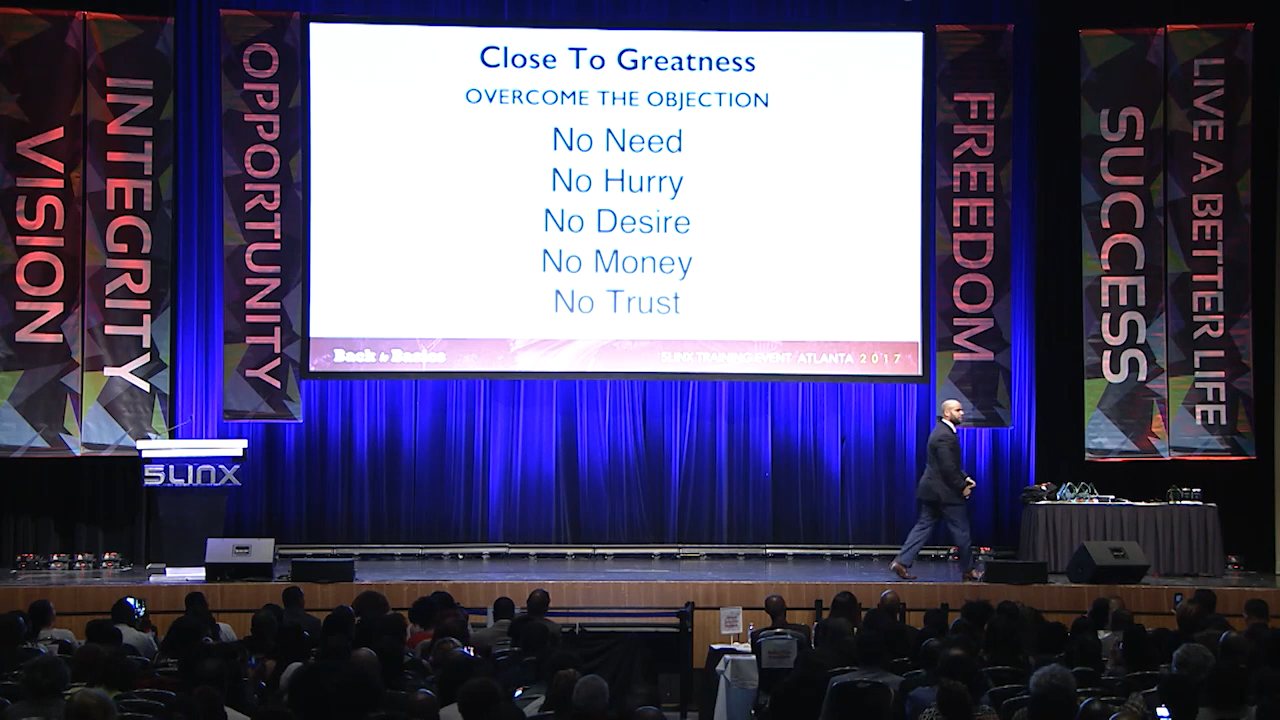 VISION
INTEGRITY
OPPORTUNITY
Close To Greatness
OVERCOME THE OBJECTION
No Need
No Hurry
No Desire
No Money
No Trust
Back to Basics
5LINX TRAINING EVENT ATLANTA 2017
FREEDOM
SUCCESS
LIVE A BETTER LIFE
5LINX